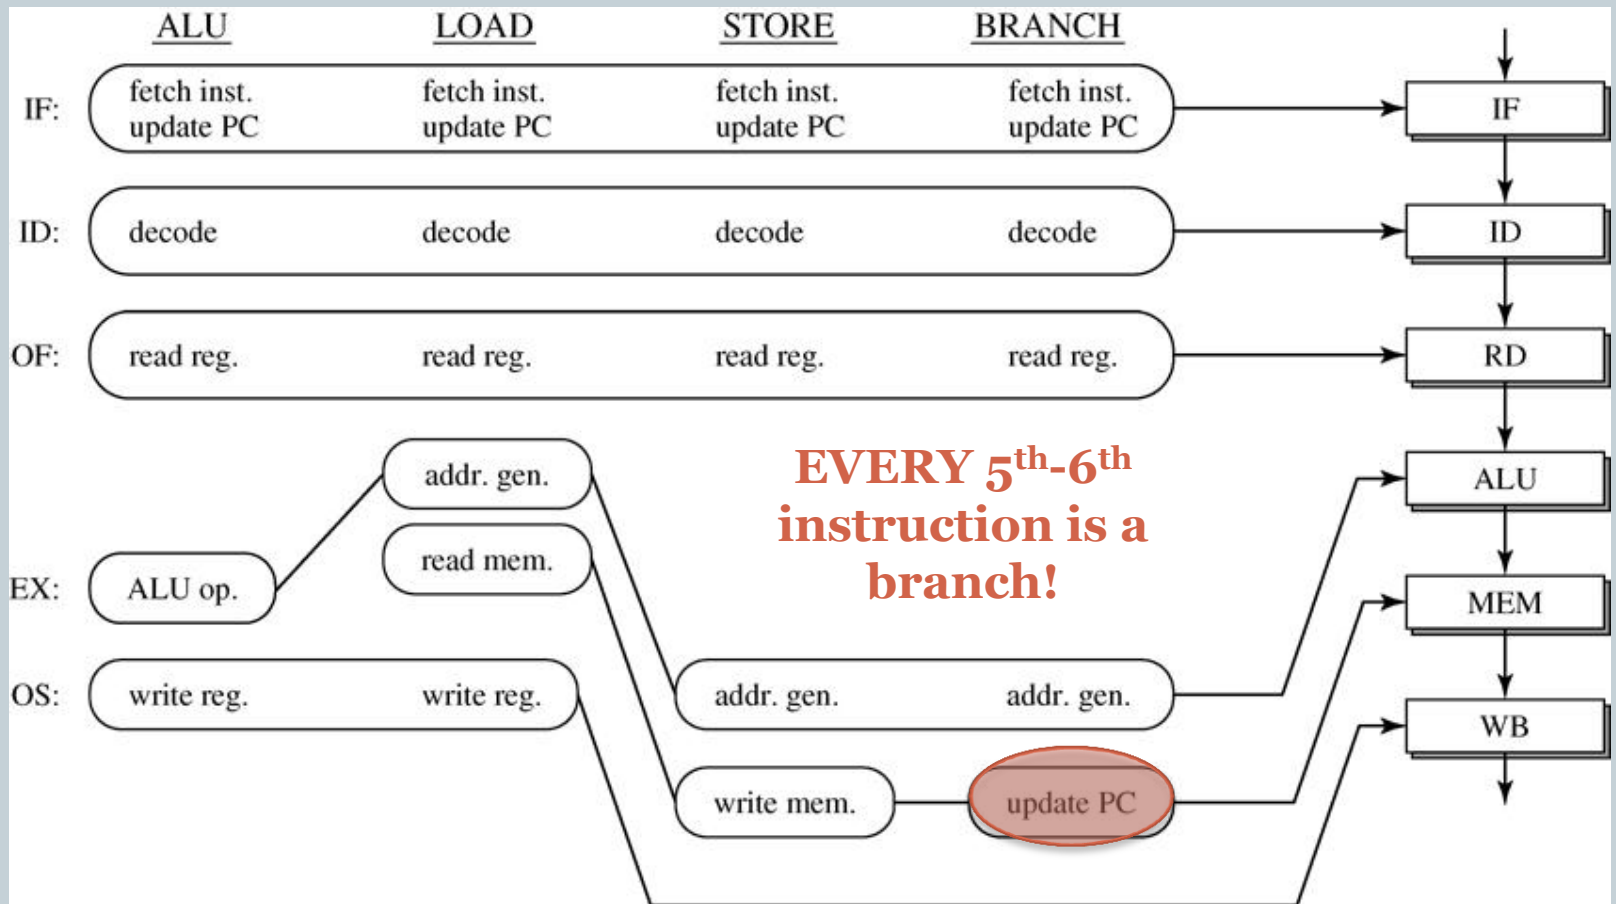 ALU LOAD STORE BRANCH
IF: fetch inst. fetch inst. fetch inst. fetch inst. IF
update PC update PC update PC update PC
ID: decode decode decode decode ID
OF: read reg. read reg. read reg. read reg. RD
EVERY 5th-6th
instruction is a
branch!
addr. gen. ALU
read mem.
EX: ALU op. MEM
OS: write reg. write reg. addr. gen. addr. gen. WB
write mem. update PC